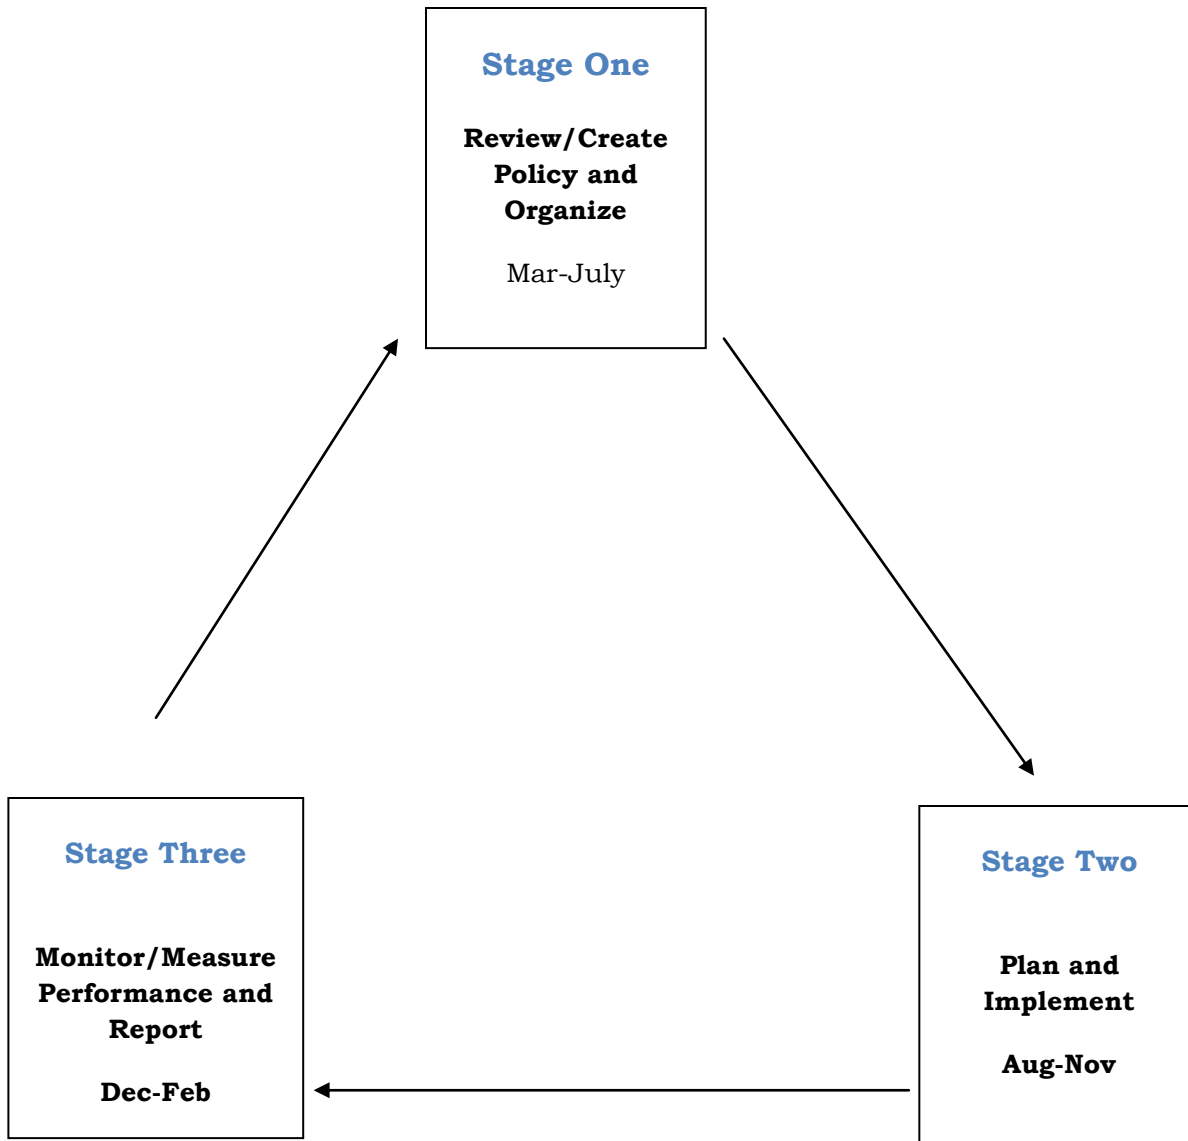 Stage One
Review/Create
Policy and
Organize
Mar-July
Stage Two
Plan and
Implement
Aug-Nov
Stage Three
Monitor/Measure
Performance and
Report
Dec-Feb